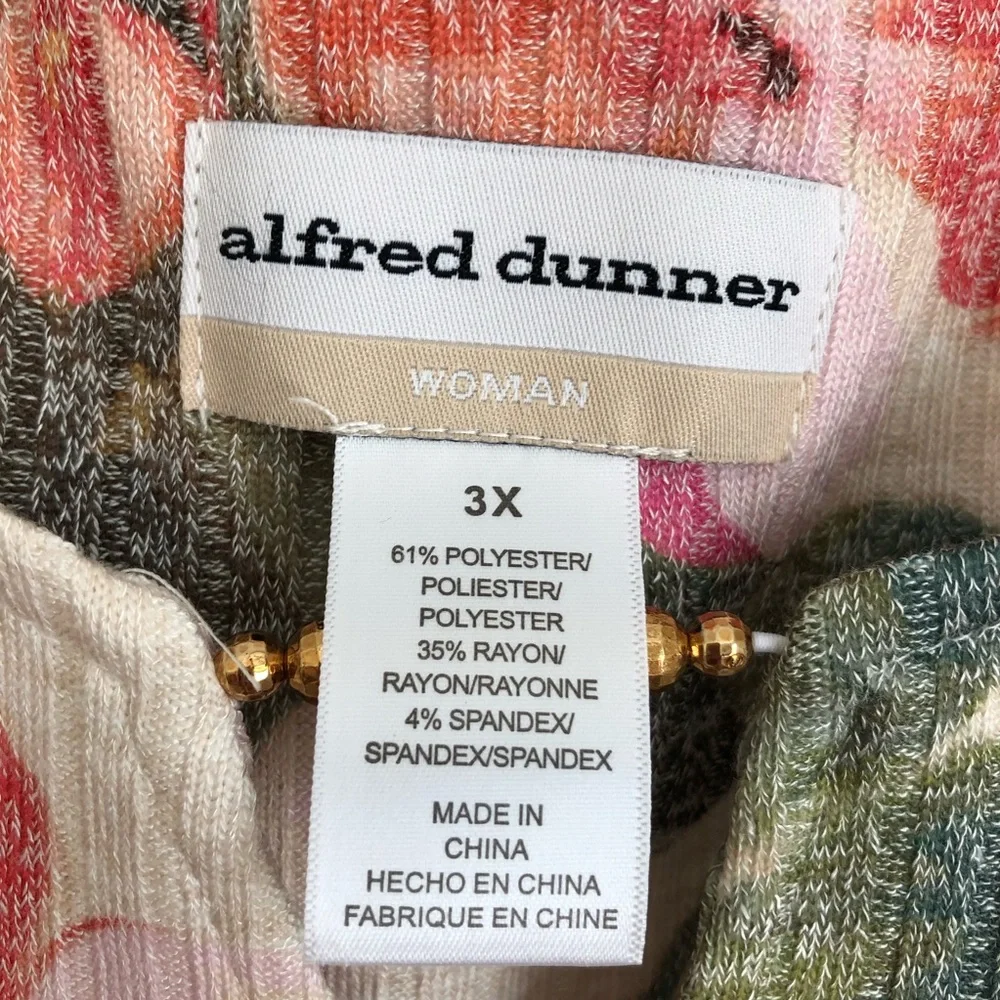 alfred dunner
WOMAN
3X
61% POLYESTER/
POLIESTER/
POLYESTER
35% RAYON/
RAYON/RAYONNE
4% SPANDEX/
SPANDEX/SPANDEX
MADE IN
CHINA
HECHO EN CHINA
FABRIQUE EN CHINE